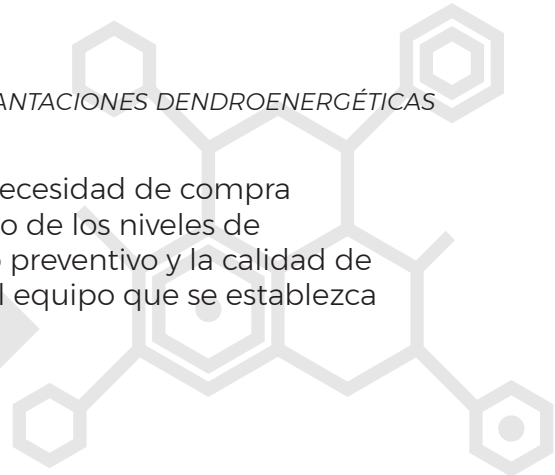 ANTACIONES DENDROENERGÉTICAS
ecesidad de compra
o de los niveles de
preventivo y la calidad de
l equipo que se establezca